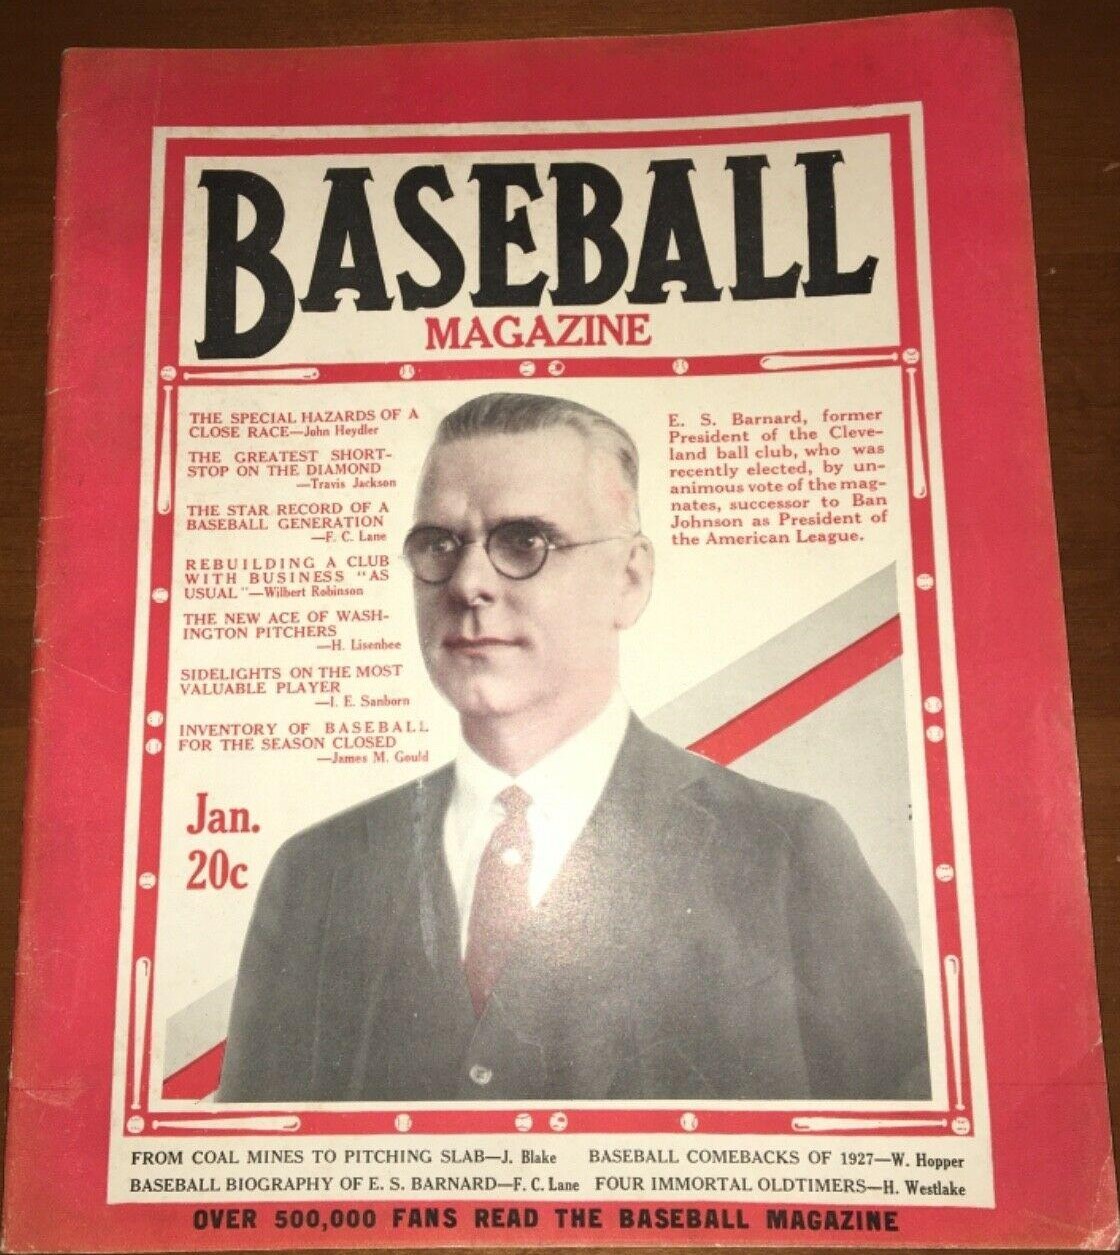 BASEBALL
MAGAZINE
THE SPECIAL HAZARDS OF A
CLOSE RACE—John Heydler
THE GREATEST SHORT-
STOP ON THE DIAMOND
—Travis Jackson
THE STAR RECORD OF A
BASEBALL GENERATION
—F. C. Lane
REBUILDING A CLUB
WITH BUSINESS "AS
USUAL"—Wilbert Robinson
THE NEW ACE OF WASH-
INGTON PITCHERS
—H. Lisenbee
SIDELIGHTS ON THE MOST
VALUABLE PLAYER
—I. E. Sanborn
INVENTORY OF BASEBALL
FOR THE SEASON CLOSED
—James M. Gould
Jan.
20c
E. S. Barnard, former
President of the Cleve-
land ball club, who was
recently elected, by un-
animous vote of the mag-
nates, successor to Ban
Johnson as President of
the American League.
FROM COAL MINES TO PITCHING SLAB—J. Blake BASEBALL COMEBACKS OF 1927—W. Hopper
BASEBALL BIOGRAPHY OF E. S. BARNARD—F. C. Lane FOUR IMMORTAL OLDTIMERS—H. Westlake
OVER 500,000 FANS READ THE BASEBALL MAGAZINE